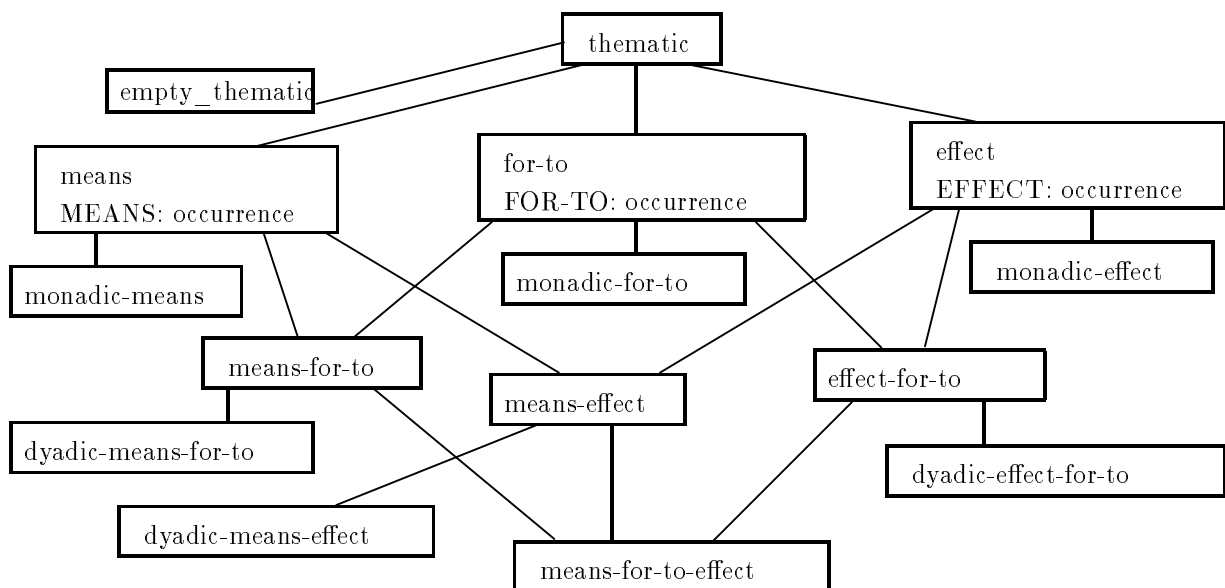 thematic
empty_thematic
means
MEANS: occurrence
for-to
FOR-TO: occurrence
effect
EFFECT: occurrence
monadic-means
monadic-for-to
monadic-effect
means-for-to
means-effect
effect-for-to
dyadic-means-for-to
dyadic-effect-for-to
dyadic-means-effect
means-for-to-effect